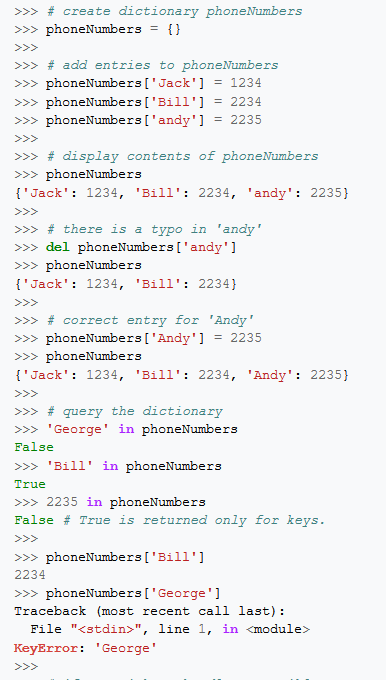 >>> # create dictionary phoneNumbers
>>> phoneNumbers = {}
>>>
>>> # add entries to phoneNumbers
>>> phoneNumbers['Jack'] = 1234
>>> phoneNumbers['Bill'] = 2234
>>> phoneNumbers['andy'] = 2235
>>>
>>> # display contents of phoneNumbers
>>> phoneNumbers
{'Jack': 1234, 'Bill': 2234, 'andy': 2235}
>>>
>>> # there is a typo in 'andy'
>>> del phoneNumbers['andy']
>>> phoneNumbers
{'Jack': 1234, 'Bill': 2234}
>>>
>>> # correct entry for 'Andy'
>>> phoneNumbers['Andy'] = 2235
>>> phoneNumbers
{'Jack': 1234, 'Bill': 2234, 'Andy': 2235}
>>>
>>> # query the dictionary
>>> 'George' in phoneNumbers
False
>>> 'Bill' in phoneNumbers
True
>>> 2235 in phoneNumbers
False # True is returned only for keys.
>>>
>>> phoneNumbers['Bill']
2234
>>> phoneNumbers['George']
Traceback (most recent call last):
  File "<stdin>", line 1, in <module>
KeyError: 'George'
>>>